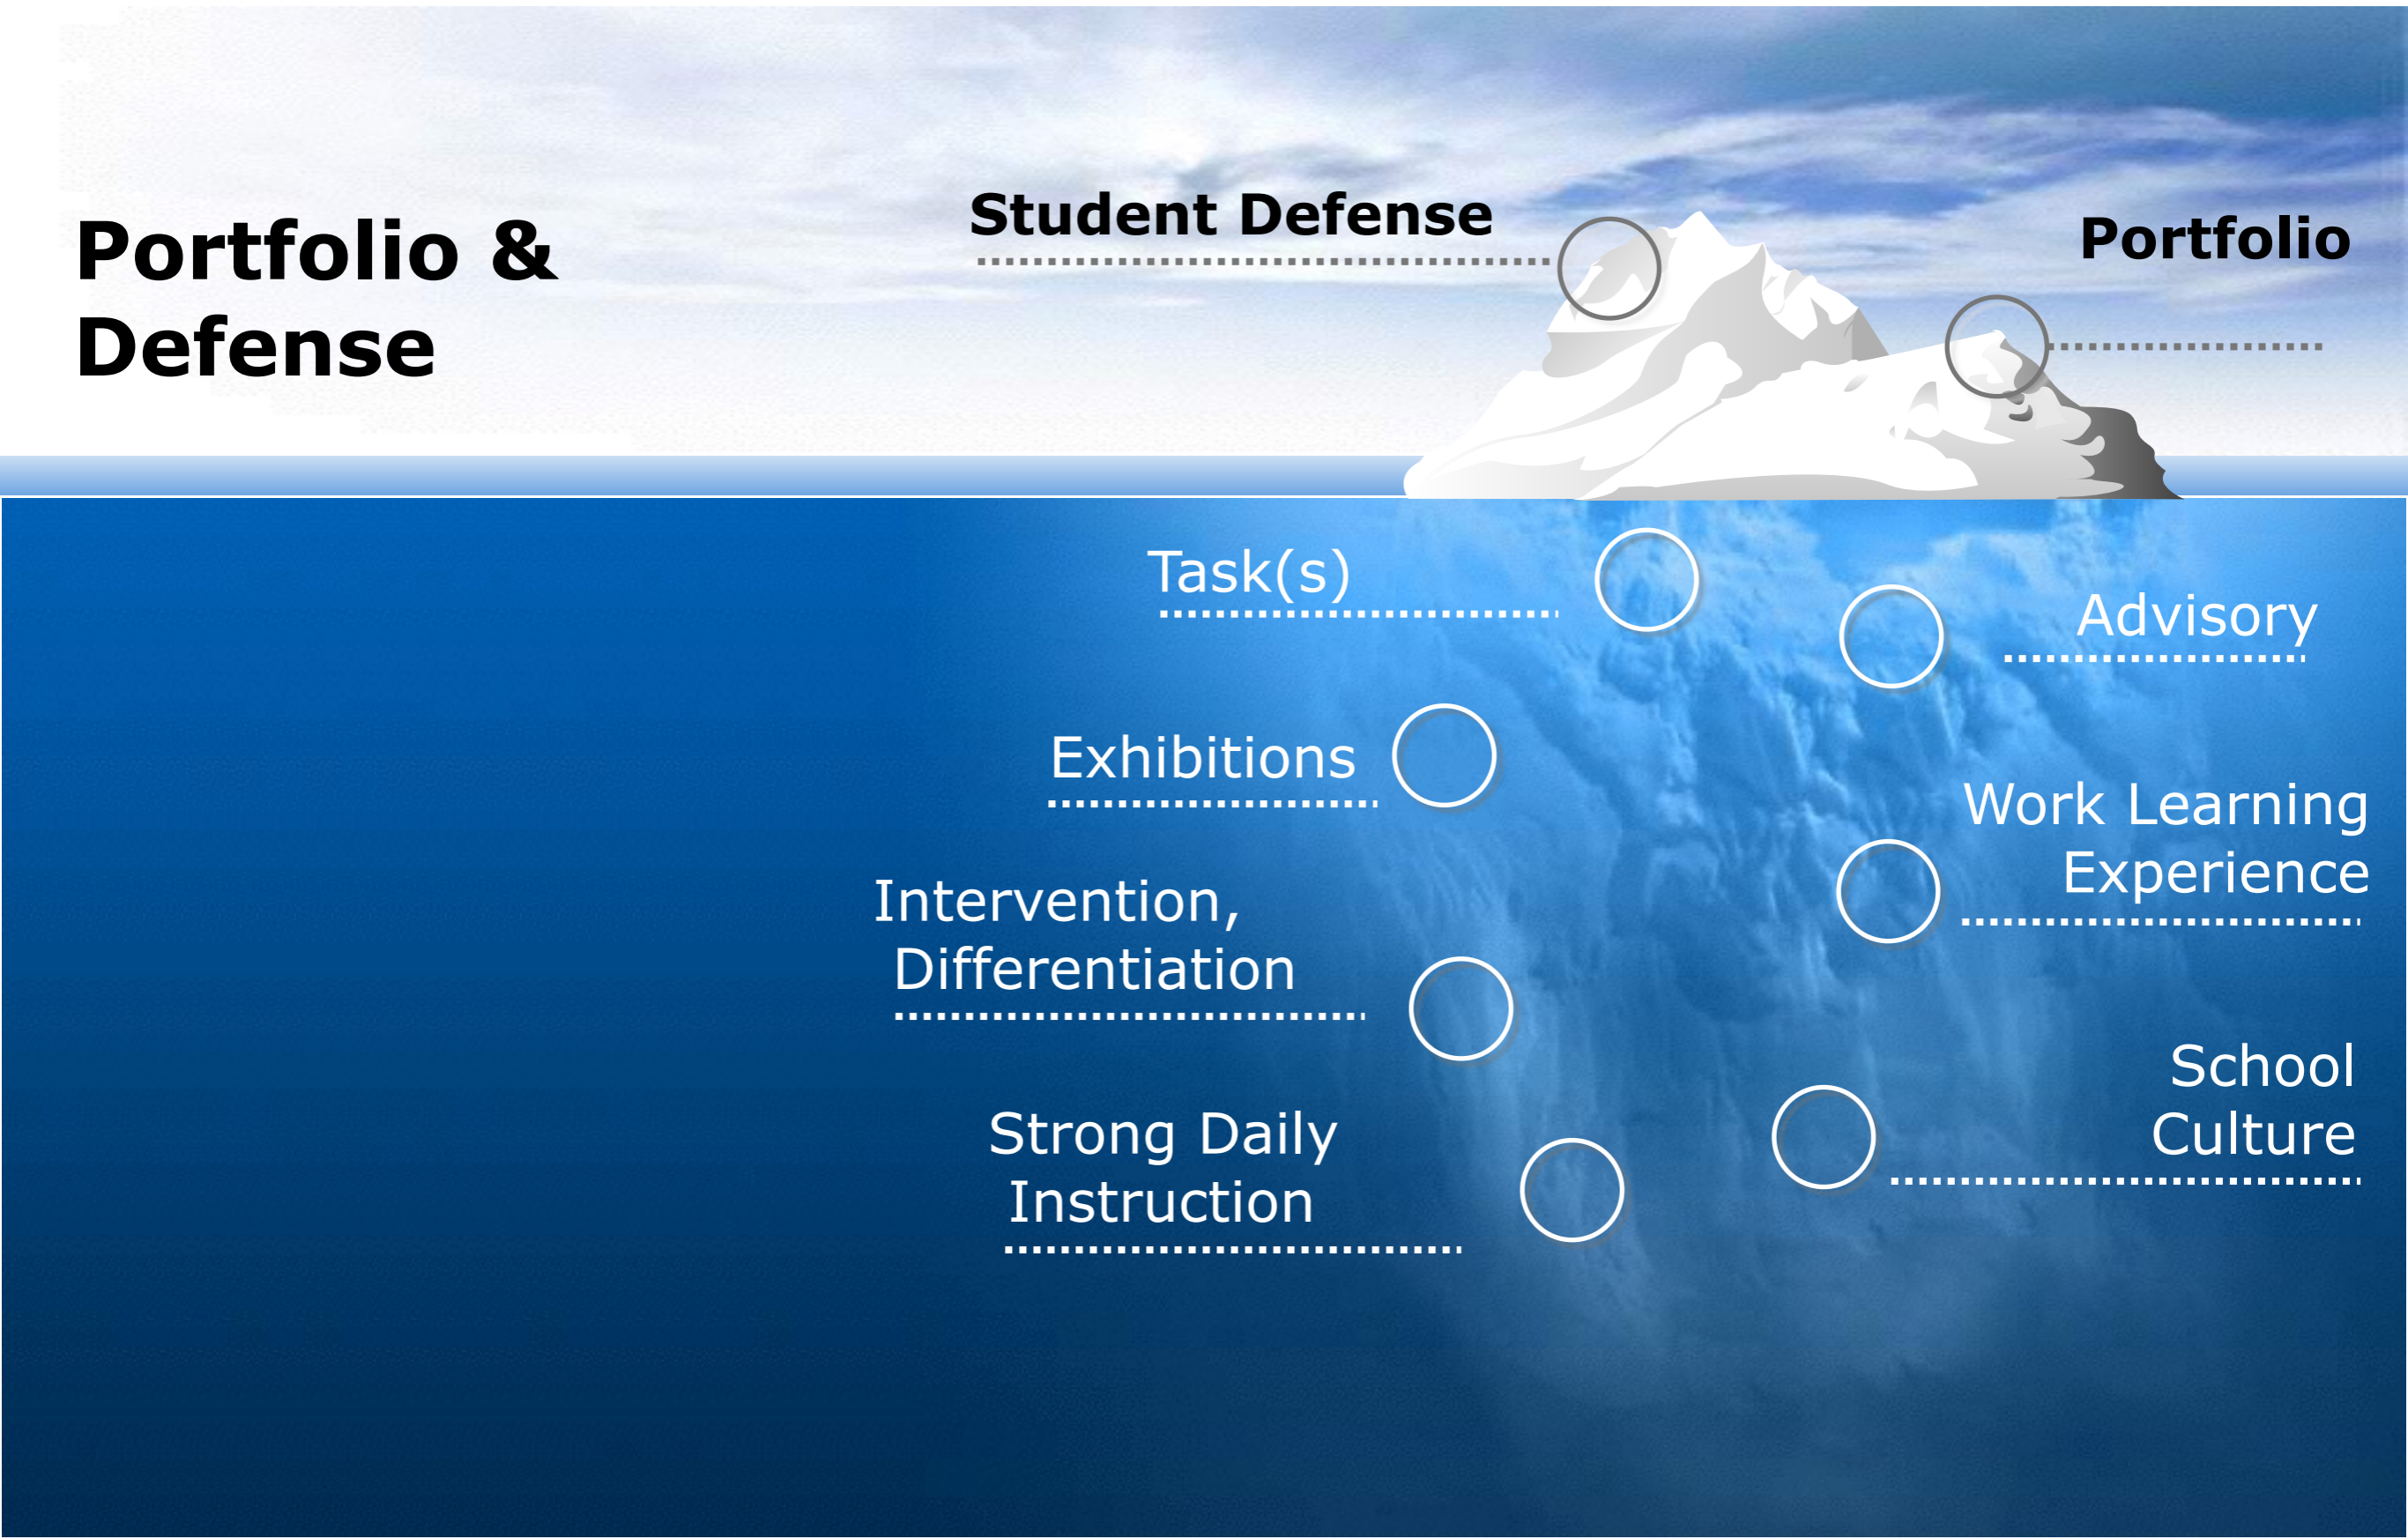 Portfolio &
Defense
Student Defense
Portfolio
Task(s)
Advisory
Exhibitions
Work Learning
Experience
Intervention,
Differentiation
School
Culture
Strong Daily
Instruction